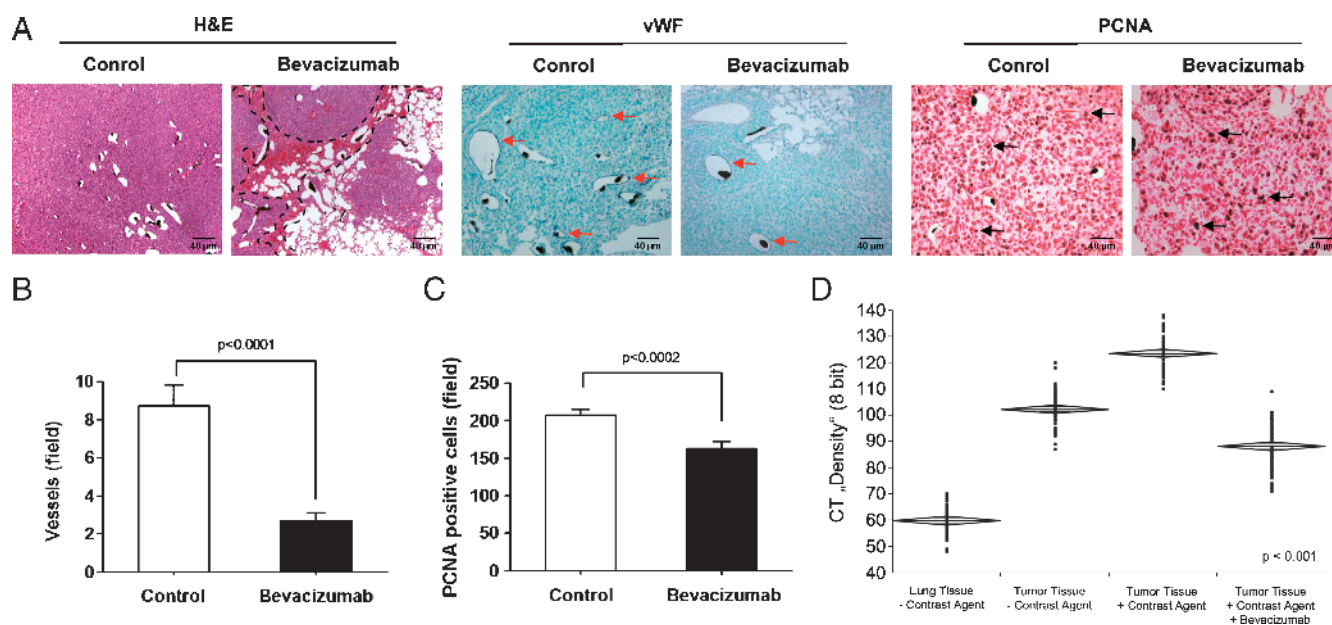 A
H&E
vWF
PCNA
Conrol
Bevacizumab
Conrol
Bevacizumab
Conrol
Bevacizumab
40 µm
40 µm
40 µm
40 µm
40 µm
40 µm
B
p<0.0001
Vessels (field)
10
8
6
4
2
0
Control
Bevacizumab
C
p<0.0002
PCNA positive cells (field)
250
200
150
100
50
0
Control
Bevacizumab
D
CT „Density“ (8 bit)
140
130
120
110
100
90
80
70
60
50
40
p < 0.001
Lung Tissue
- Contrast Agent
Tumor Tissue
- Contrast Agent
Tumor Tissue
+ Contrast Agent
Tumor Tissue
+ Contrast Agent
+ Bevacizumab